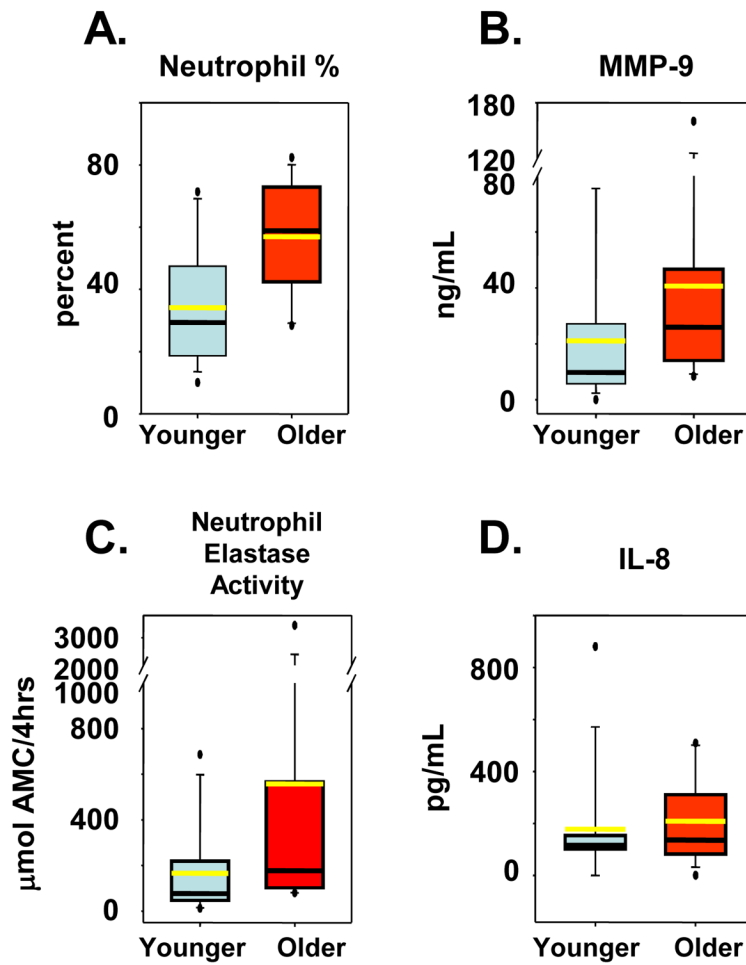 A.
Neutrophil %
percent
80
40
0
Younger Older
B.
MMP-9
ng/mL
180
120
80
40
0
Younger Older
C.
Neutrophil
Elastase
Activity
μmol AMC/4hrs
3000
2000
1000
800
400
0
Younger Older
D.
IL-8
pg/mL
800
400
0
Younger Older